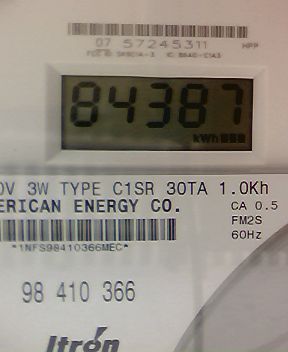 07 57245311 HPP
84387
kWh
0V 3W TYPE C1SR 30TA 1.0Kh
ERICAN ENERGY CO. CA 0.5
FM2S
60Hz
*1NFS98410366MEC*
98 410 366
Itron